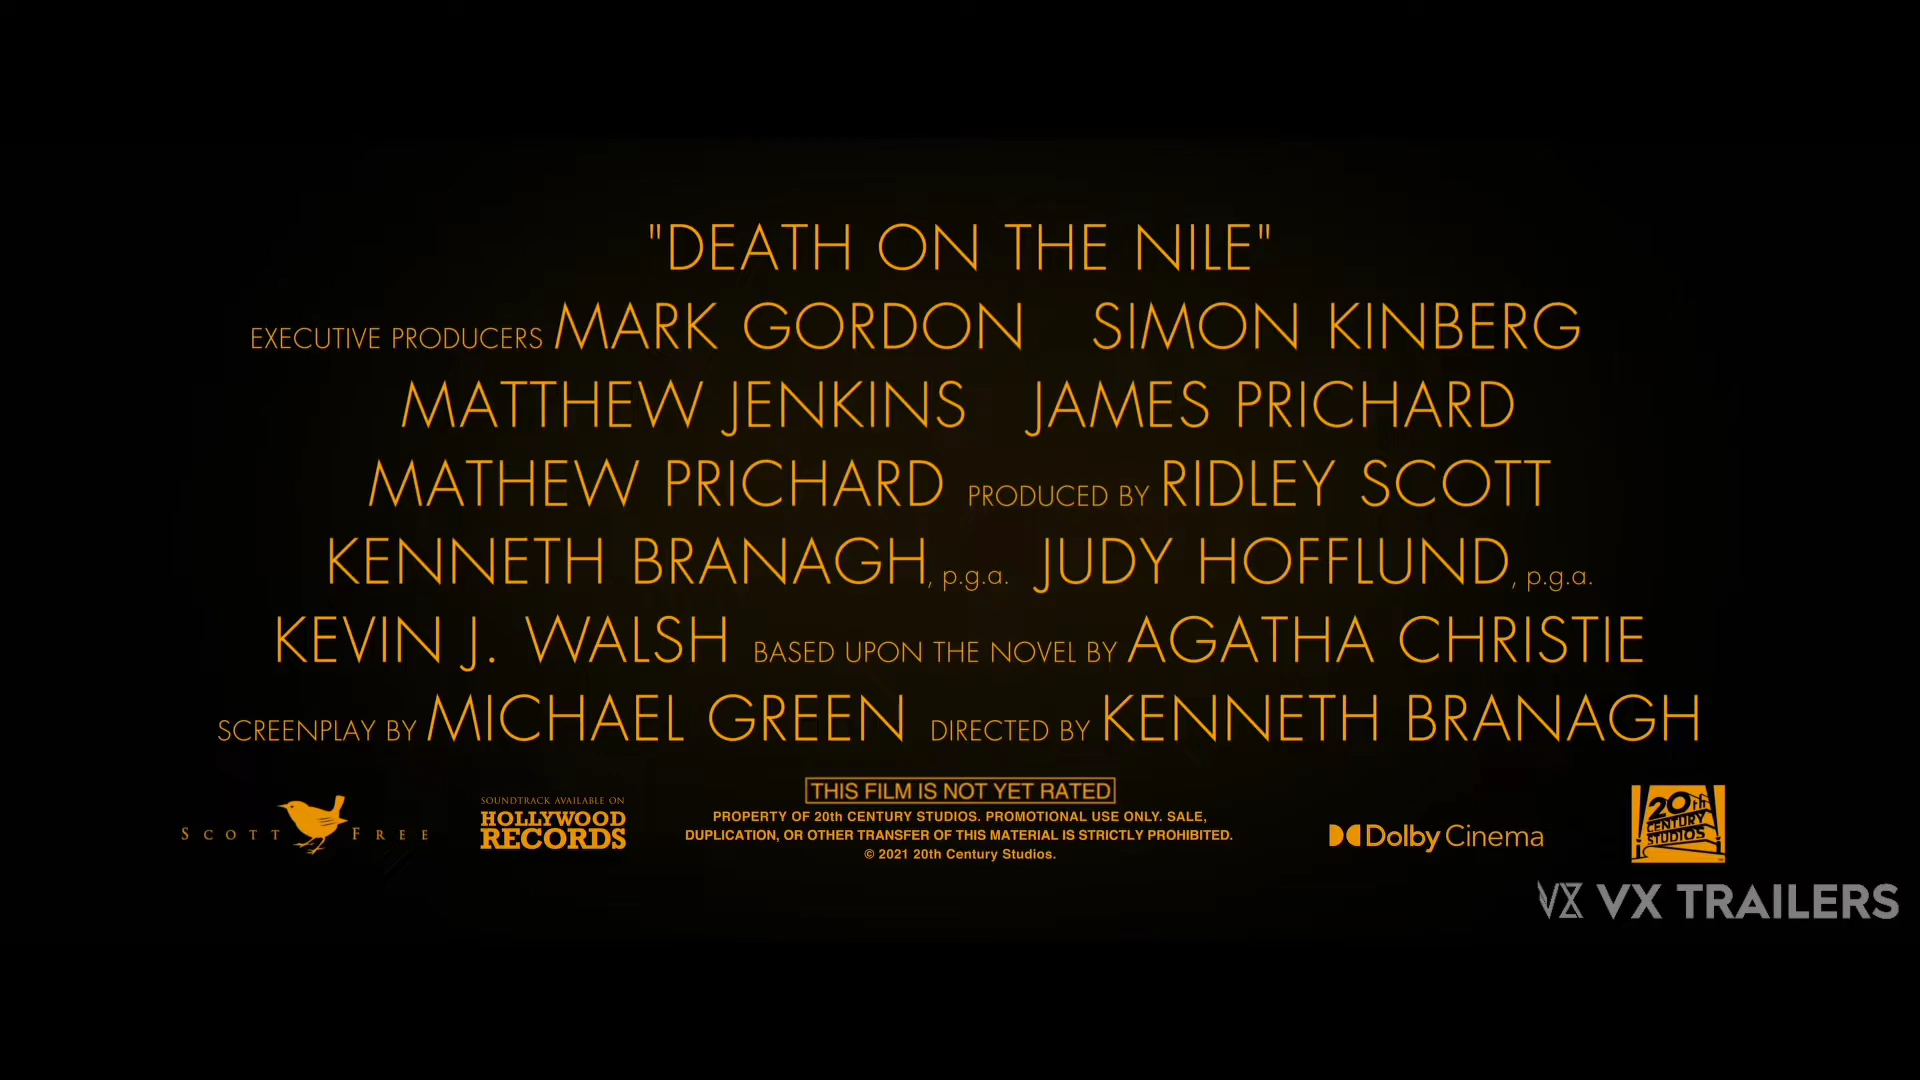 "DEATH ON THE NILE"
EXECUTIVE PRODUCERS MARK GORDON SIMON KINBERG
MATTHEW JENKINS JAMES PRICHARD
MATHEW PRICHARD PRODUCED BY RIDLEY SCOTT
KENNETH BRANAGH, p.g.a. JUDY HOFFLUND, p.g.a.
KEVIN J. WALSH BASED UPON THE NOVEL BY AGATHA CHRISTIE
SCREENPLAY BY MICHAEL GREEN DIRECTED BY KENNETH BRANAGH
SCOTT FREE
SOUNDTRACK AVAILABLE ON
HOLLYWOOD
RECORDS
THIS FILM IS NOT YET RATED
PROPERTY OF 20th CENTURY STUDIOS. PROMOTIONAL USE ONLY. SALE,
DUPLICATION, OR OTHER TRANSFER OF THIS MATERIAL IS STRICTLY PROHIBITED.
© 2021 20th Century Studios.
Dolby Cinema
20th
CENTURY
STUDIOS
VX TRAILERS